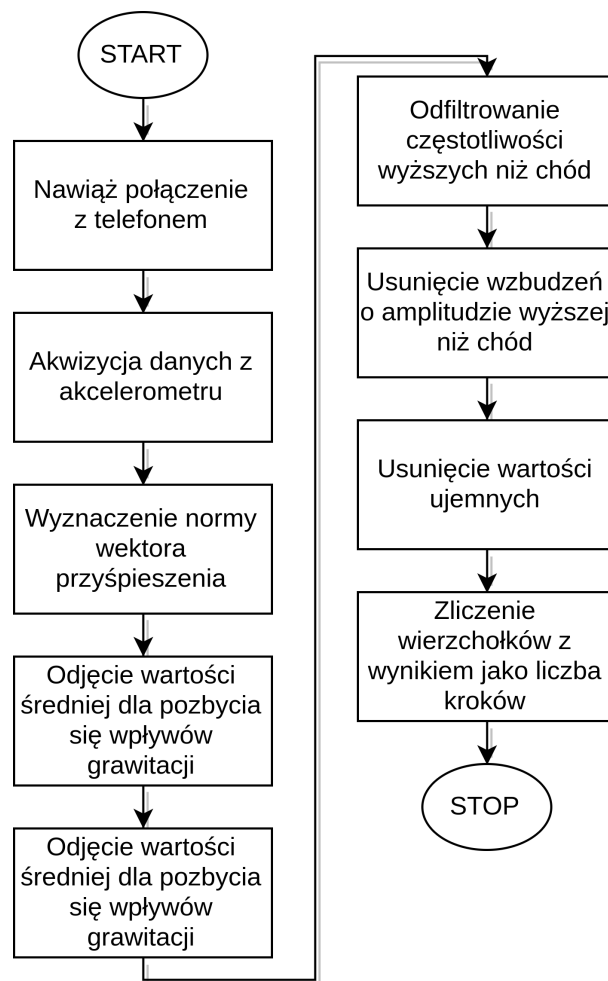 START
Nawiąż połączenie
z telefonem
Akwizycja danych z
akcelerometru
Wyznaczenie normy
wektora
przyśpieszenia
Odjęcie wartości
średniej dla pozbycia
się wpływów
grawitacji
Odjęcie wartości
średniej dla pozbycia
się wpływów
grawitacji
Odfiltrowanie
częstotliwości
wyższych niż chód
Usunięcie wzbudzeń
o amplitudzie wyższej
niż chód
Usunięcie wartości
ujemnych
Zliczenie
wierzchołków z
wynikiem jako liczba
kroków
STOP